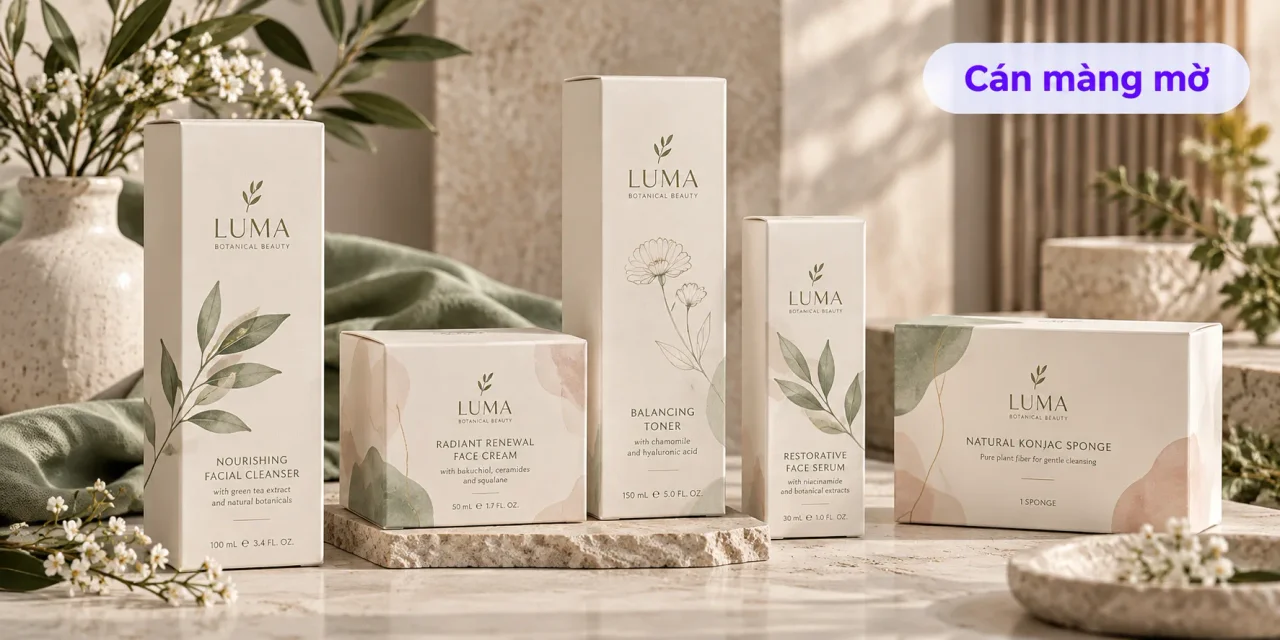 Cán màng mờ
LUMA
BOTANICAL BEAUTY
NOURISHING
FACIAL CLEANSER
with green tea extract
and natural botanicals
100 mL ℮ 3.4 FL. OZ.
LUMA
BOTANICAL BEAUTY
RADIANT RENEWAL
FACE CREAM
with bakuchiol, ceramides
and squalane
50 mL ℮ 1.7 FL. OZ.
LUMA
BOTANICAL BEAUTY
BALANCING
TONER
with chamomile
and hyaluronic acid
150 mL ℮ 5.0 FL. OZ.
LUMA
BOTANICAL BEAUTY
RESTORATIVE
FACE SERUM
with niacinamide
and botanical extracts
30 mL ℮ 1.0 FL. OZ.
LUMA
BOTANICAL BEAUTY
NATURAL KONJAC SPONGE
Pure plant fiber for gentle cleansing
1 SPONGE